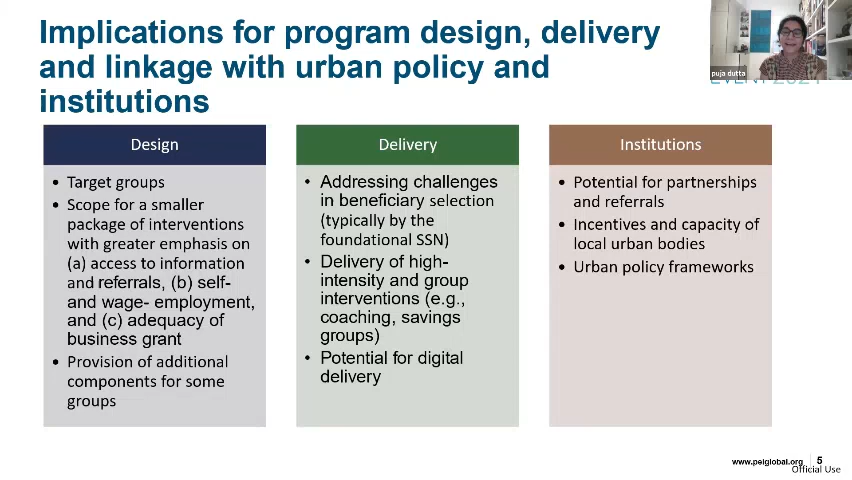 Implications for program design, delivery
and linkage with urban policy and
institutions
puja dutta
EVENT 2021
Design
• Target groups
• Scope for a smaller
package of interventions
with greater emphasis on
(a) access to information
and referrals, (b) self-
and wage- employment,
and (c) adequacy of
business grant
• Provision of additional
components for some
groups
Delivery
• Addressing challenges
in beneficiary selection
(typically by the
foundational SSN)
• Delivery of high-
intensity and group
interventions (e.g.,
coaching, savings
groups)
• Potential for digital
delivery
Institutions
• Potential for partnerships
and referrals
• Incentives and capacity of
local urban bodies
• Urban policy frameworks
www.peiglobal.org 5
Official Use